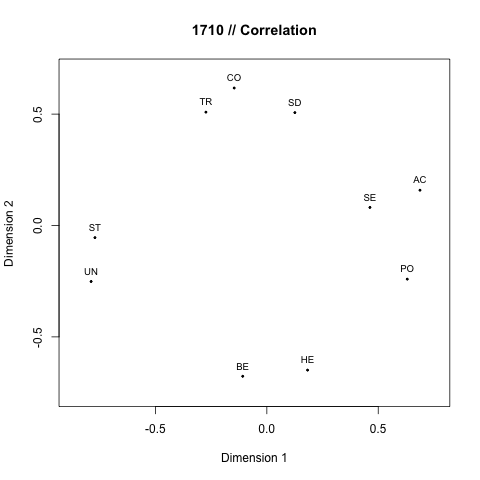 1710 // Correlation
CO
TR
SD
0.5
AC
SE
Dimension 2
0.0
ST
PO
UN
-0.5
BE
HE
-0.5
0.0
0.5
Dimension 1